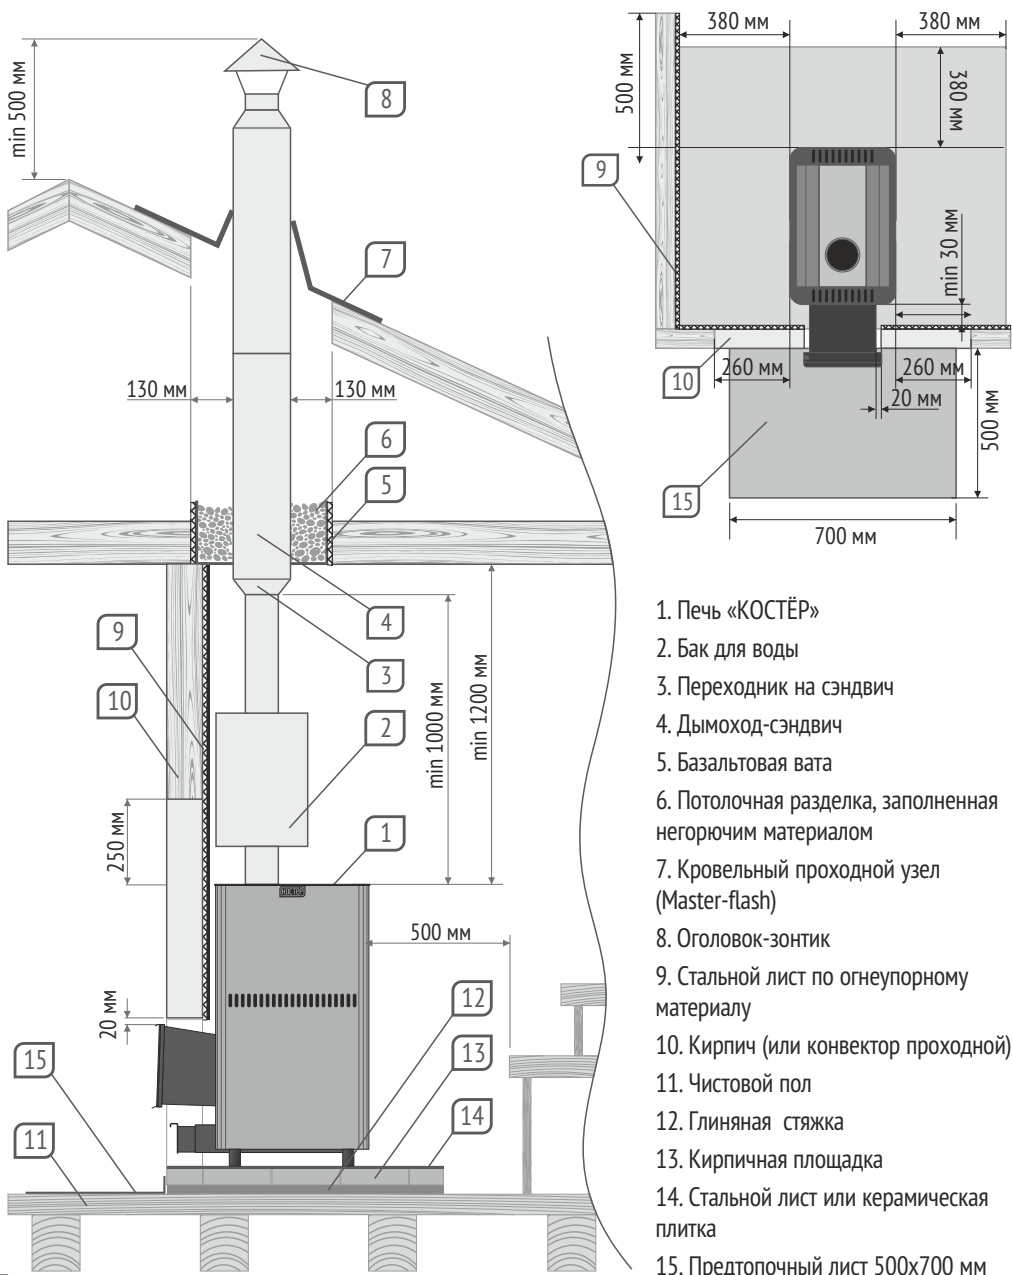 380 мм
380 мм
500 мм
380 мм
min 500 мм
8
9
7
min 30 мм
10
260 мм
260 мм
20 мм
500 мм
15
700 мм
130 мм
130 мм
6
5
4
3
9
10
2
min 1000 мм
min 1200 мм
1
250 мм
КОСТЁР
500 мм
20 мм
12
13
14
15
11
1. Печь «КОСТЁР»
2. Бак для воды
3. Переходник на сэндвич
4. Дымоход-сэндвич
5. Базальтовая вата
6. Потолочная разделка, заполненная
негорючим материалом
7. Кровельный проходной узел
(Master-flash)
8. Оголовок-зонтик
9. Стальной лист по огнеупорному
материалу
10. Кирпич (или конвектор проходной)
11. Чистовой пол
12. Глиняная стяжка
13. Кирпичная площадка
14. Стальной лист или керамическая
плитка
15. Предтопочный лист 500х700 мм